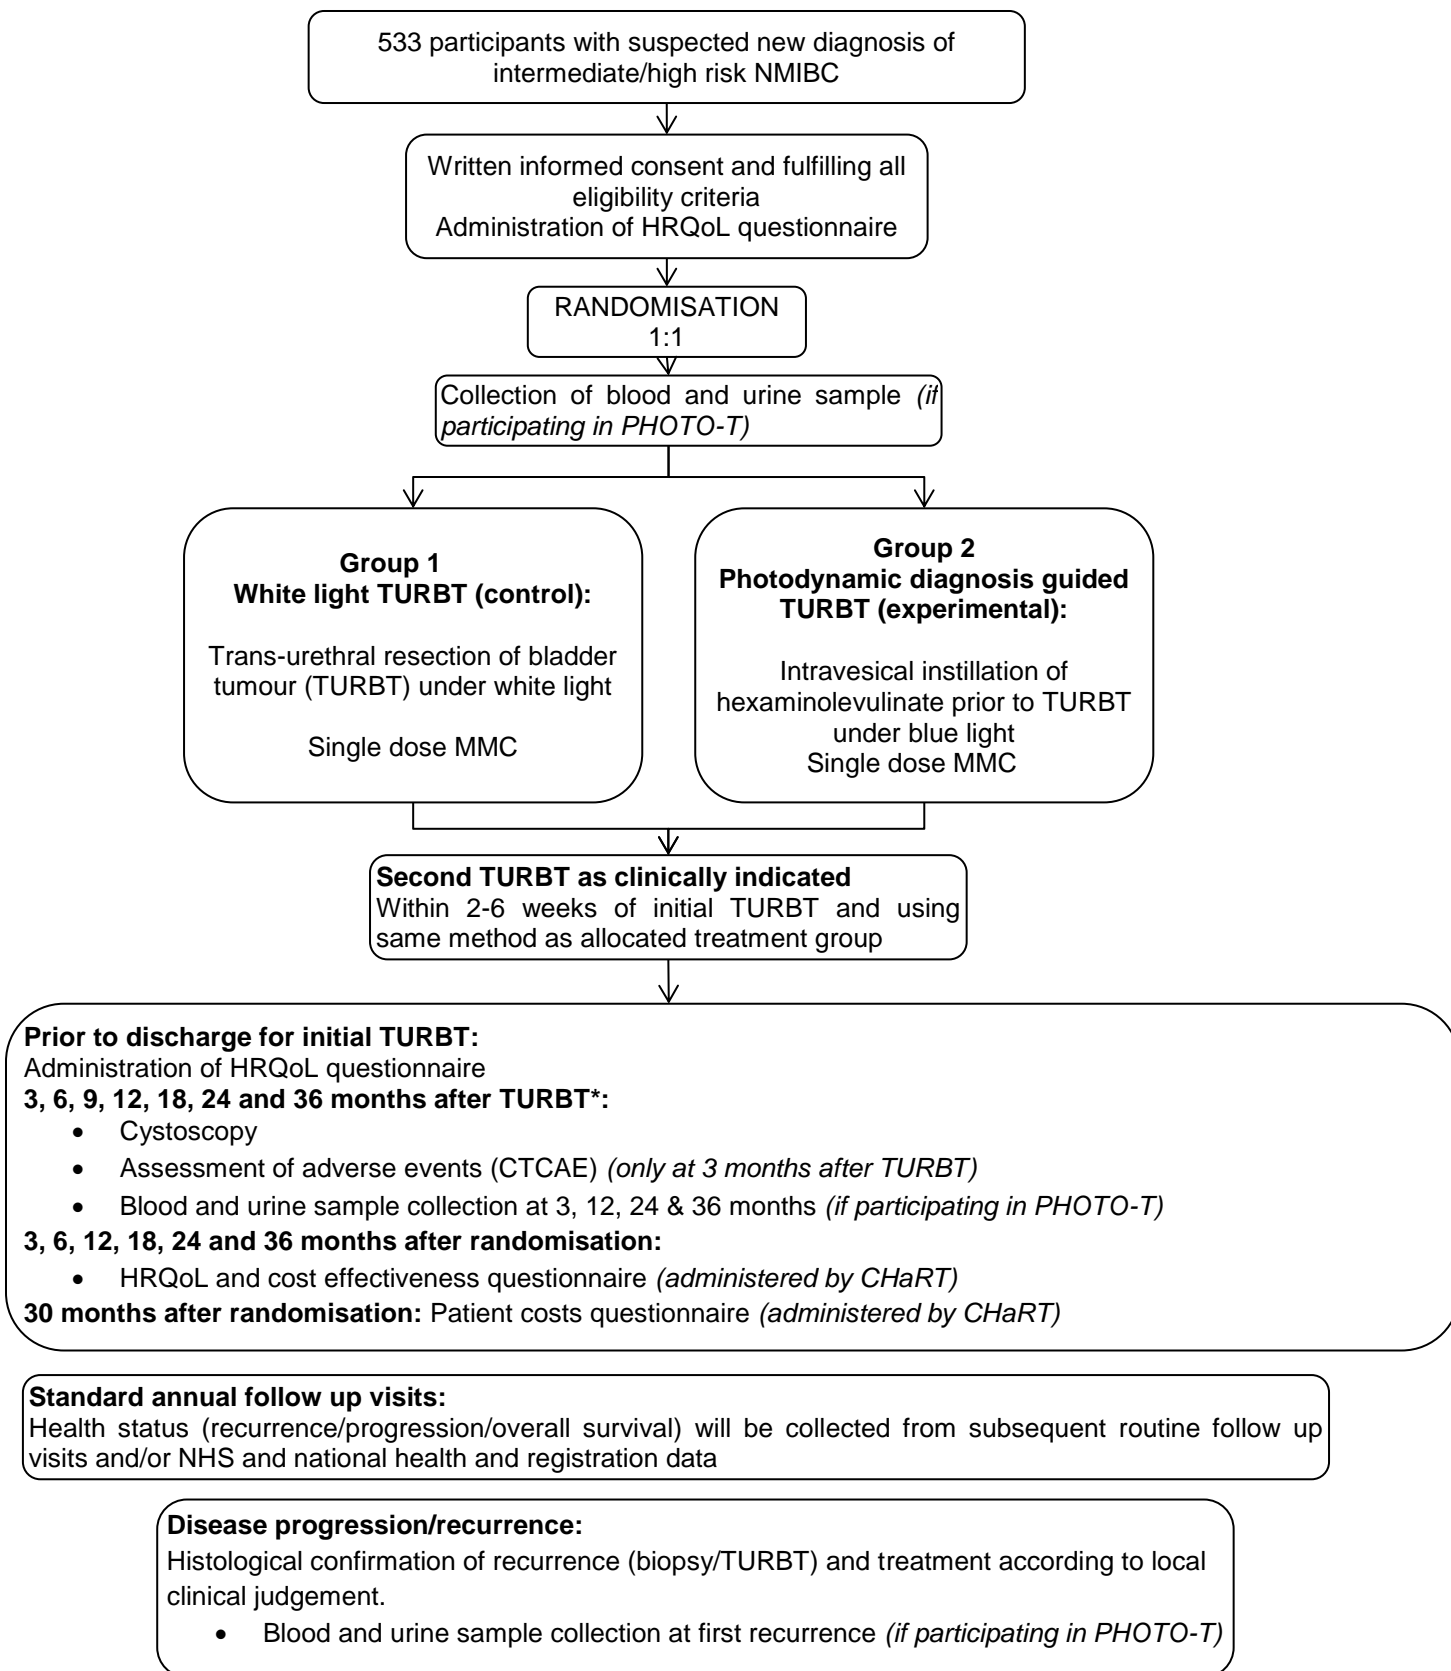 533 participants with suspected new diagnosis of
intermediate/high risk NMIBC
Written informed consent and fulfilling all
eligibility criteria
Administration of HRQoL questionnaire
RANDOMISATION
1:1
Collection of blood and urine sample (if
participating in PHOTO-T)
Group 1
White light TURBT (control):
Trans-urethral resection of bladder
tumour (TURBT) under white light
Single dose MMC
Group 2
Photodynamic diagnosis guided
TURBT (experimental):
Intravesical instillation of
hexaminolevulinate prior to TURBT
under blue light
Single dose MMC
Second TURBT as clinically indicated
Within 2-6 weeks of initial TURBT and using
same method as allocated treatment group
Prior to discharge for initial TURBT:
Administration of HRQoL questionnaire
3, 6, 9, 12, 18, 24 and 36 months after TURBT*:
• Cystoscopy
• Assessment of adverse events (CTCAE) (only at 3 months after TURBT)
• Blood and urine sample collection at 3, 12, 24 & 36 months (if participating in PHOTO-T)
3, 6, 12, 18, 24 and 36 months after randomisation:
• HRQoL and cost effectiveness questionnaire (administered by CHaRT)
30 months after randomisation: Patient costs questionnaire (administered by CHaRT)
Standard annual follow up visits:
Health status (recurrence/progression/overall survival) will be collected from subsequent routine follow up
visits and/or NHS and national health and registration data
Disease progression/recurrence:
Histological confirmation of recurrence (biopsy/TURBT) and treatment according to local
clinical judgement.
• Blood and urine sample collection at first recurrence (if participating in PHOTO-T)